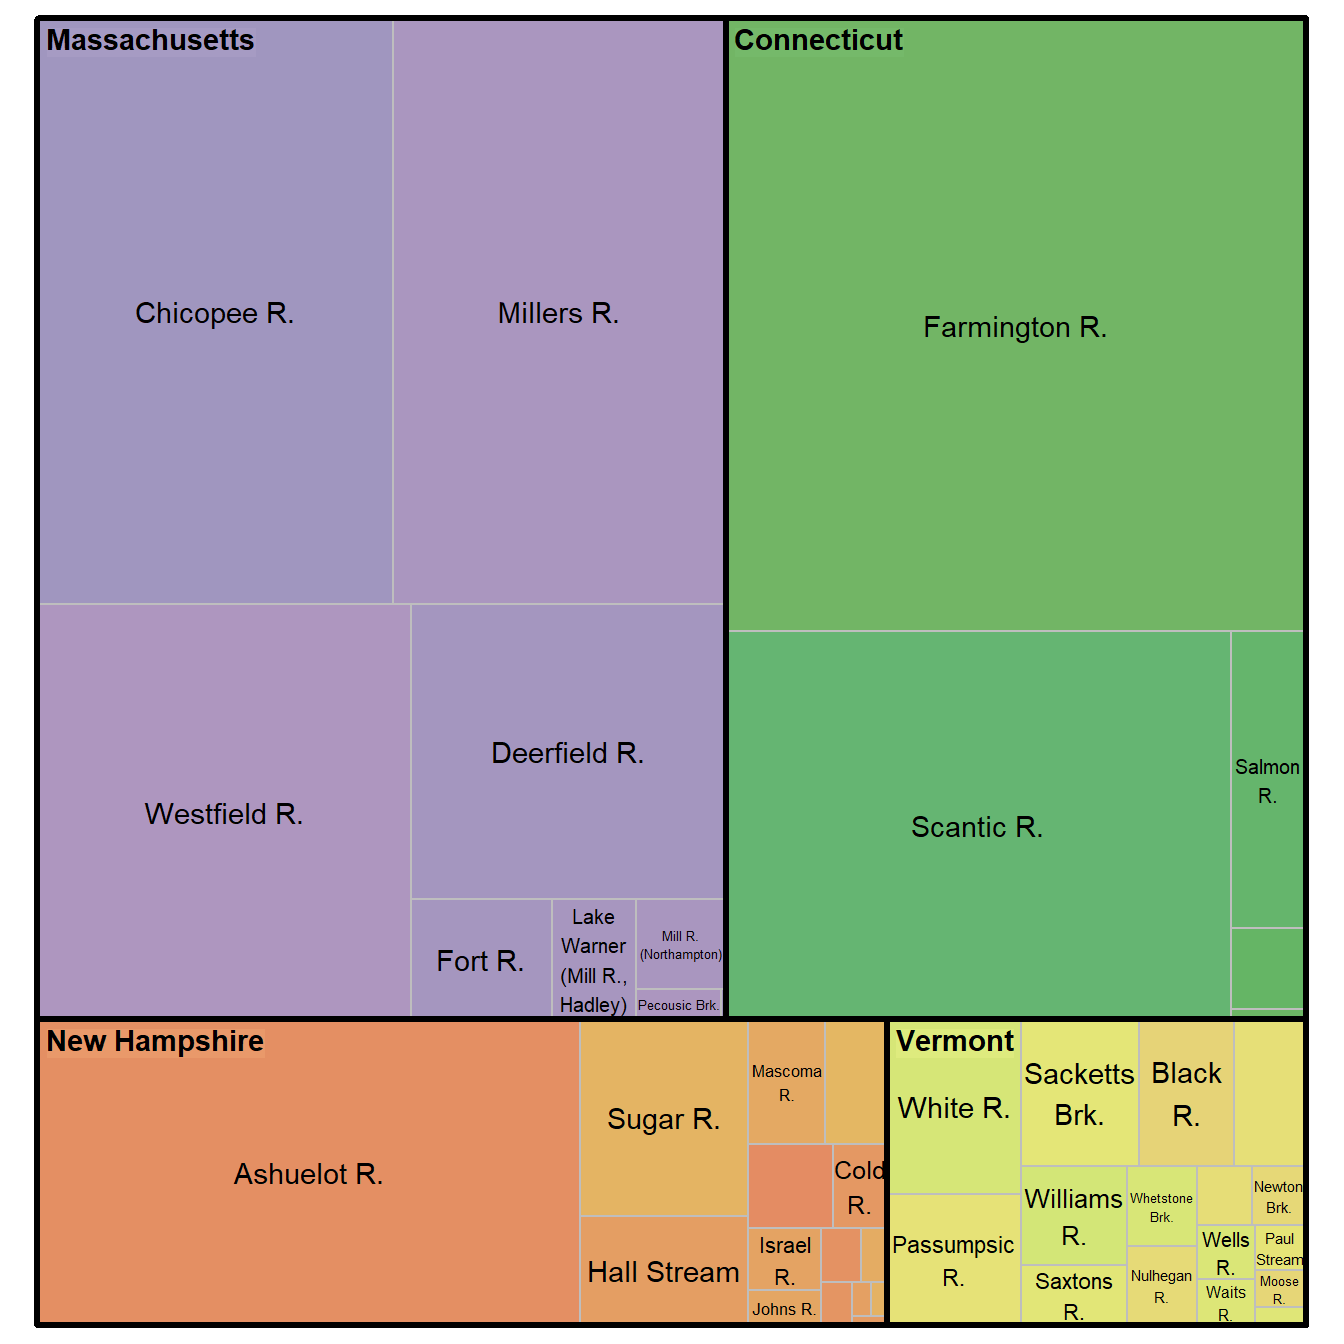 Massachusetts
Chicopee R.
Millers R.
Westfield R.
Deerfield R.
Fort R.
Lake
Warner
(Mill R.,
Hadley)
Mill R.
(Northampton)
Pecousic Brk.
Connecticut
Farmington R.
Scantic R.
Salmon
R.
New Hampshire
Ashuelot R.
Sugar R.
Hall Stream
Mascoma
R.
Cold
R.
Israel
R.
Johns R.
Vermont
White R.
Passumpsic
R.
Sacketts
Brk.
Black
R.
Williams
R.
Saxtons
R.
Whetstone
Brk.
Nulhegan
R.
Newton
Brk.
Wells
R.
Waits
R.
Paul
Stream
Moose
R.